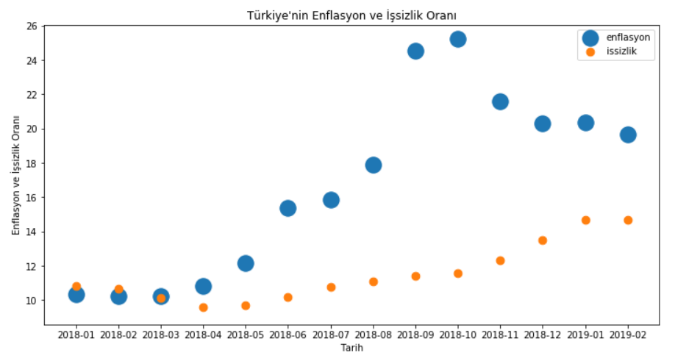 Türkiye'nin Enflasyon ve İşsizlik Oranı
enflasyon
issizlik
Enflasyon ve İşsizlik Oranı
26
24
22
20
18
16
14
12
10
2018-01 2018-02 2018-03 2018-04 2018-05 2018-06 2018-07 2018-08 2018-09 2018-10 2018-11 2018-12 2019-01 2019-02
Tarih